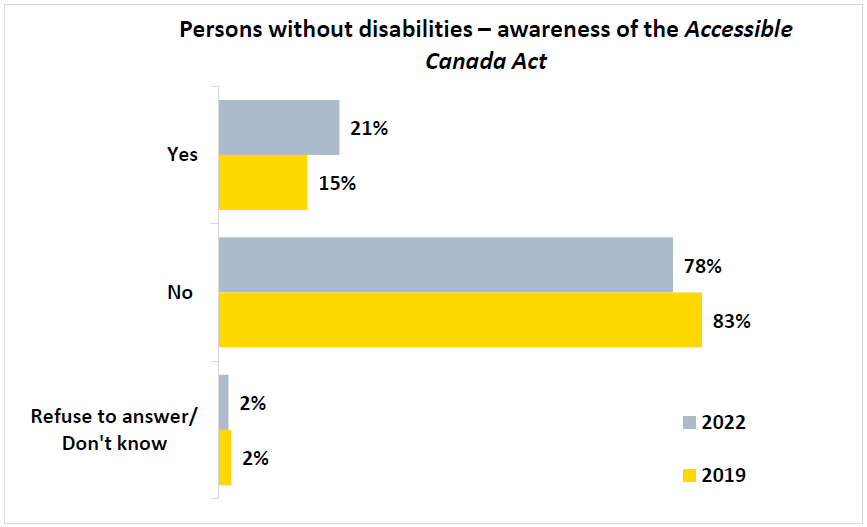 Persons without disabilities – awareness of the Accessible
Canada Act
Yes
21%
15%
No
78%
83%
Refuse to answer/
Don't know
2%
2%
2022
2019